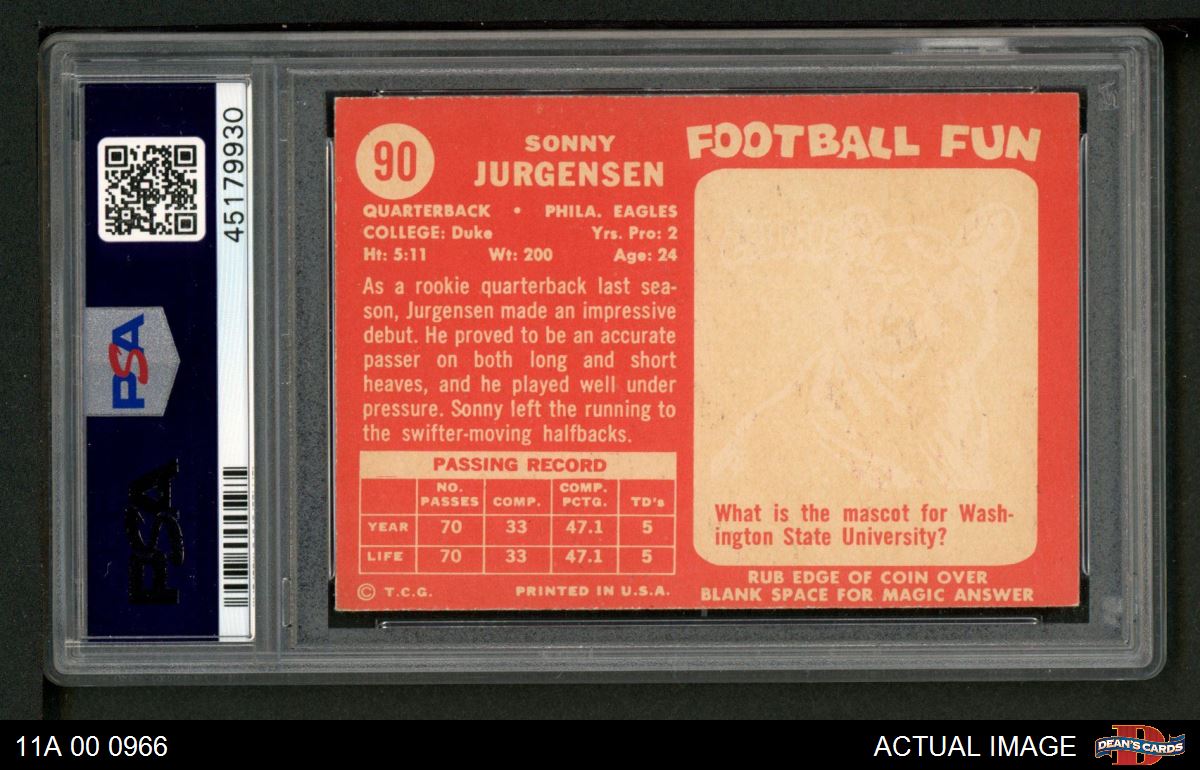 45179930
PSA
PSA
90
SONNY
JURGENSEN
QUARTERBACK • PHILA. EAGLES
COLLEGE: Duke Yrs. Pro: 2
Ht: 5:11 Wt: 200 Age: 24
As a rookie quarterback last sea-
son, Jurgensen made an impressive
debut. He proved to be an accurate
passer on both long and short
heaves, and he played well under
pressure. Sonny left the running to
the swifter-moving halfbacks.
PASSING RECORD
NO. PASSES COMP. COMP. PCTG. TD's
YEAR 70 33 47.1 5
LIFE 70 33 47.1 5
© T.C.G. PRINTED IN U.S.A.
FOOTBALL FUN
What is the mascot for Wash-
ington State University?
RUB EDGE OF COIN OVER
BLANK SPACE FOR MAGIC ANSWER
11A 00 0966
ACTUAL IMAGE
DEAN'S CARDS